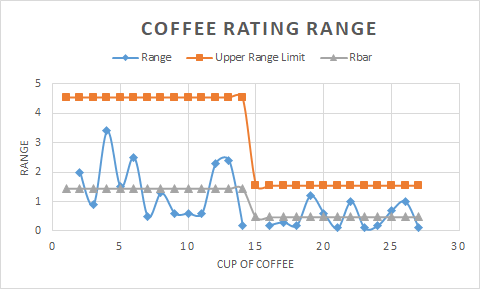 COFFEE RATING RANGE
Range Upper Range Limit Rbar
5
4
3
2
1
0
RANGE
0 5 10 15 20 25 30
CUP OF COFFEE